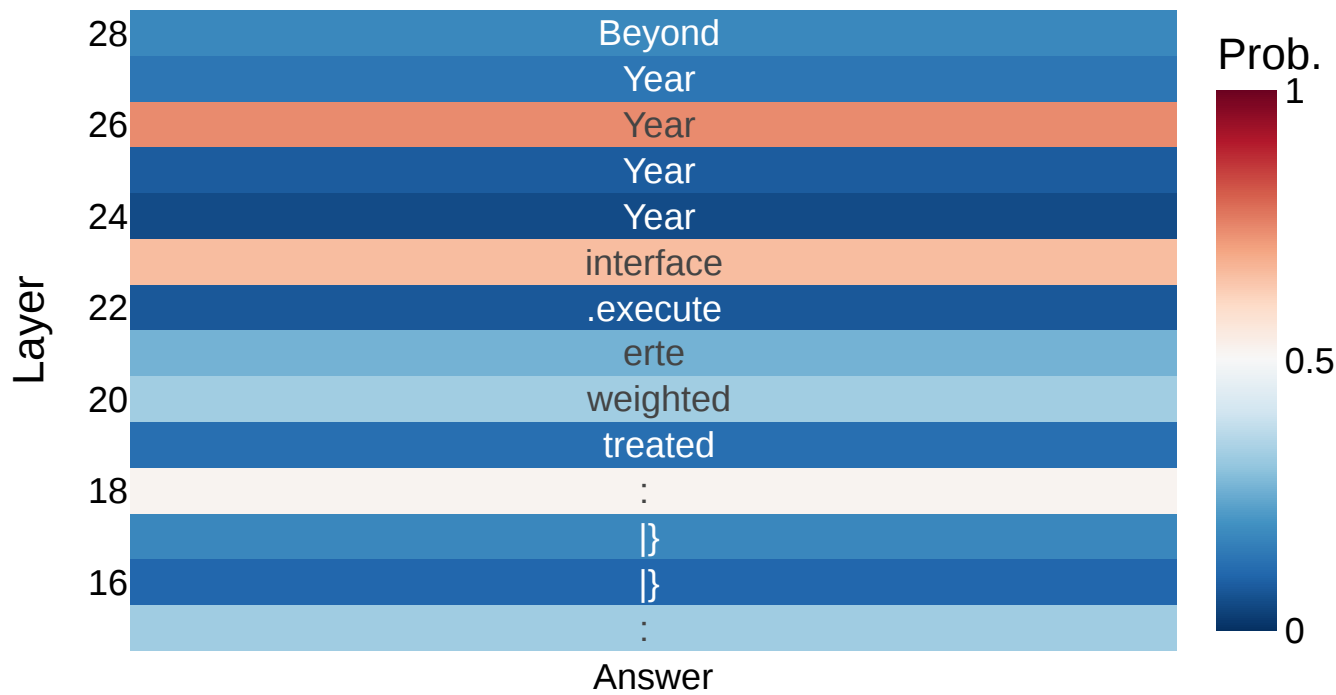 28 Beyond
Year
26 Year
Year
24 Year
interface
22 .execute
erte
20 weighted
treated
18 :
|}
16 |}
:
Answer
Layer
Prob.
1
0.5
0